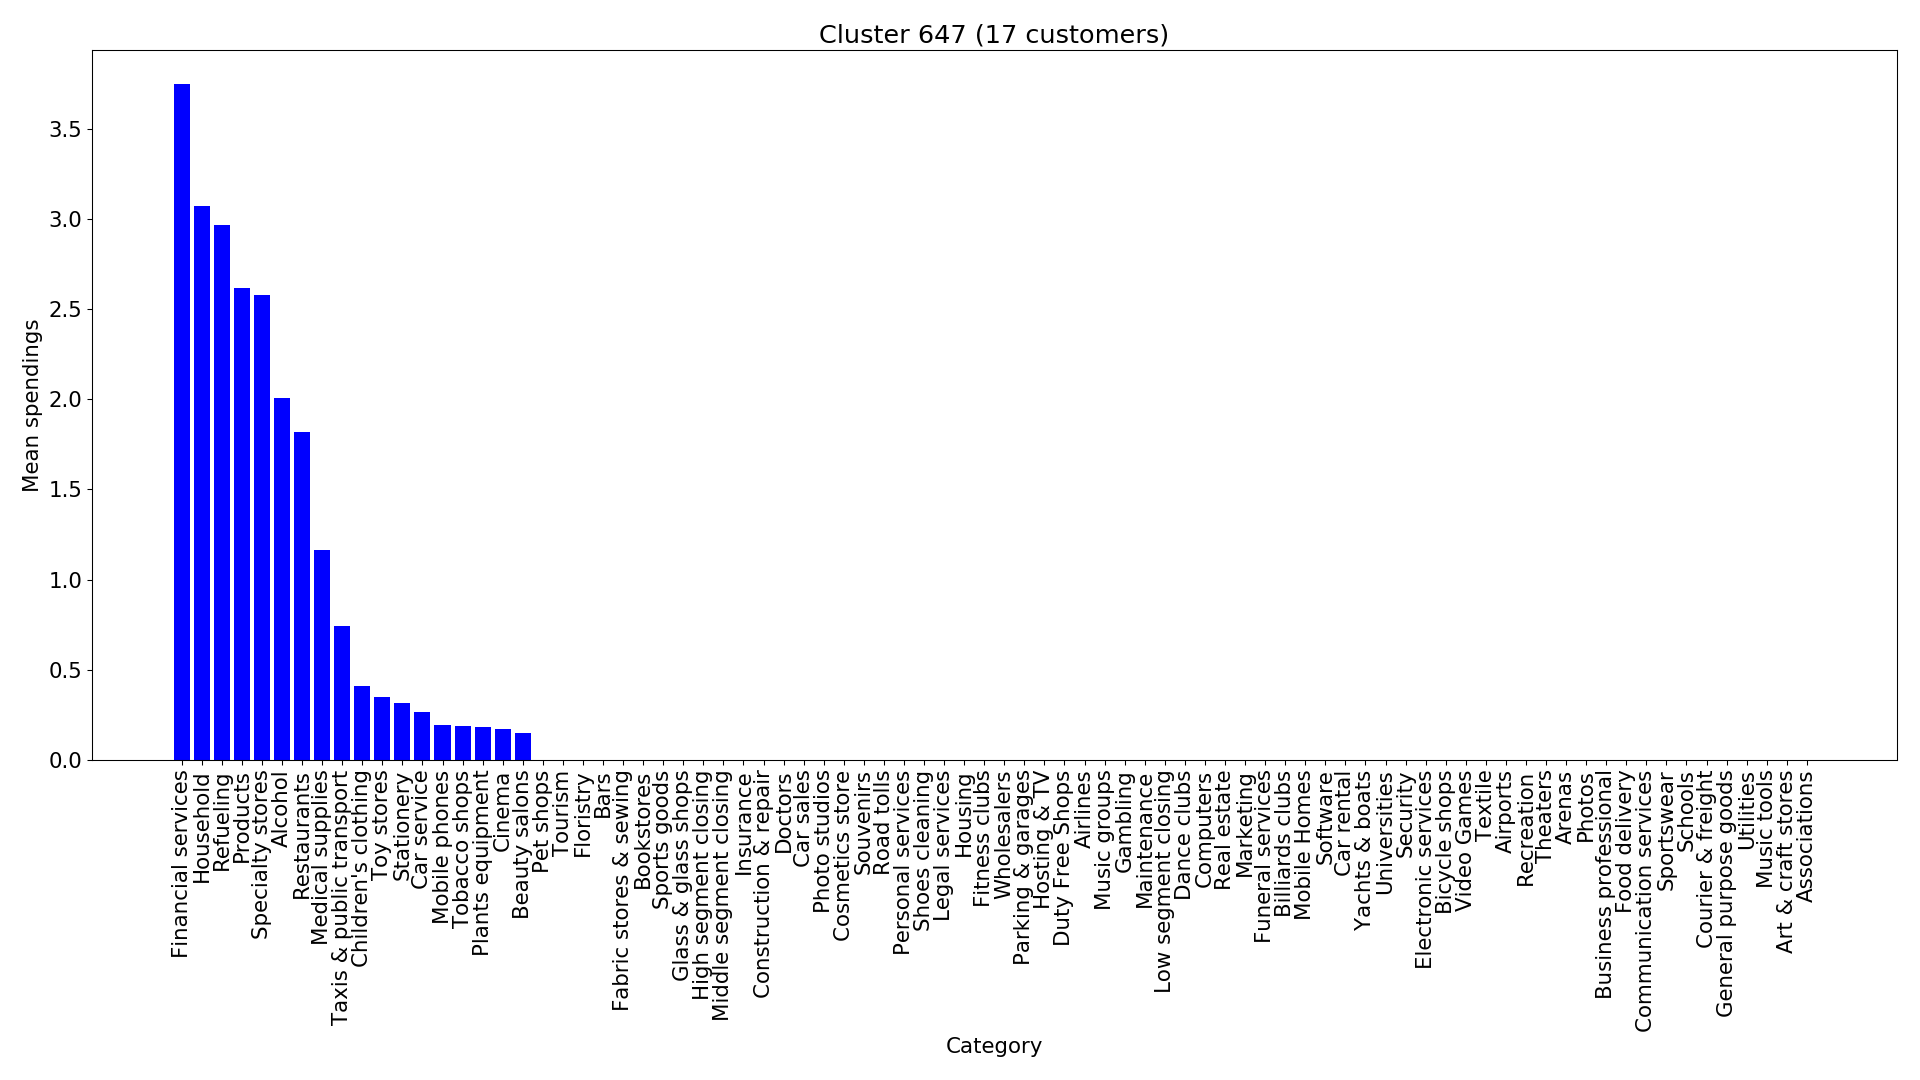 Cluster 647 (17 customers)
Mean spendings
3.5
3.0
2.5
2.0
1.5
1.0
0.5
0.0
Financial services
Household
Refueling
Products
Specialty stores
Alcohol
Restaurants
Medical supplies
Taxis & public transport
Children's clothing
Toy stores
Stationery
Car service
Mobile phones
Tobacco shops
Plants equipment
Cinema
Beauty salons
Pet shops
Tourism
Floristry
Bars
Fabric stores & sewing
Bookstores
Sports goods
Glass & glass shops
High segment closing
Middle segment closing
Insurance
Construction & repair
Doctors
Car sales
Photo studios
Cosmetics store
Souvenirs
Road tolls
Personal services
Shoes cleaning
Legal services
Housing
Fitness clubs
Wholesalers
Parking & garages
Hosting & TV
Duty Free Shops
Airlines
Music groups
Gambling
Maintenance
Low segment closing
Dance clubs
Computers
Real estate
Marketing
Funeral services
Billiards clubs
Mobile Homes
Software
Car rental
Yachts & boats
Universities
Security
Electronic services
Bicycle shops
Video Games
Textile
Airports
Recreation
Theaters
Arenas
Photos
Business professional
Food delivery
Communication services
Sportswear
Schools
Courier & freight
General purpose goods
Utilities
Music tools
Art & craft stores
Associations
Category